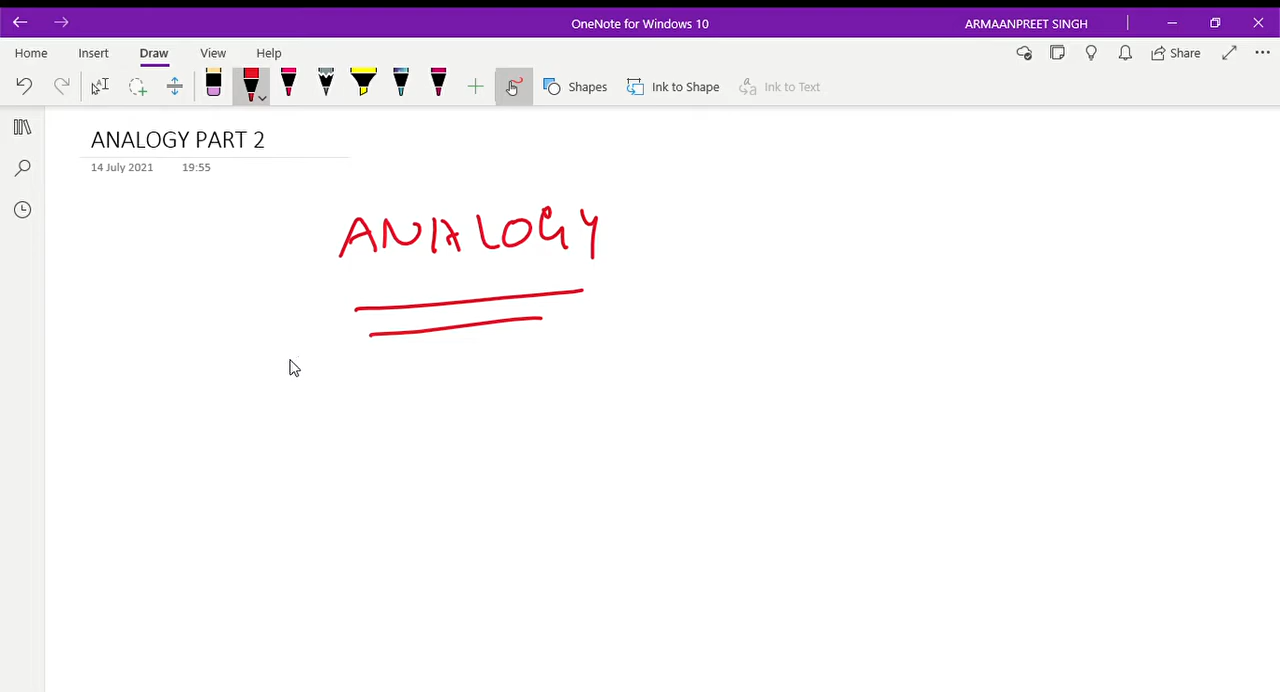 OneNote for Windows 10
ARMAANPREET SINGH
Home Insert Draw View Help
Share
Shapes Ink to Shape Ink to Text
ANALOGY PART 2
14 July 2021 19:55
ANALOGY